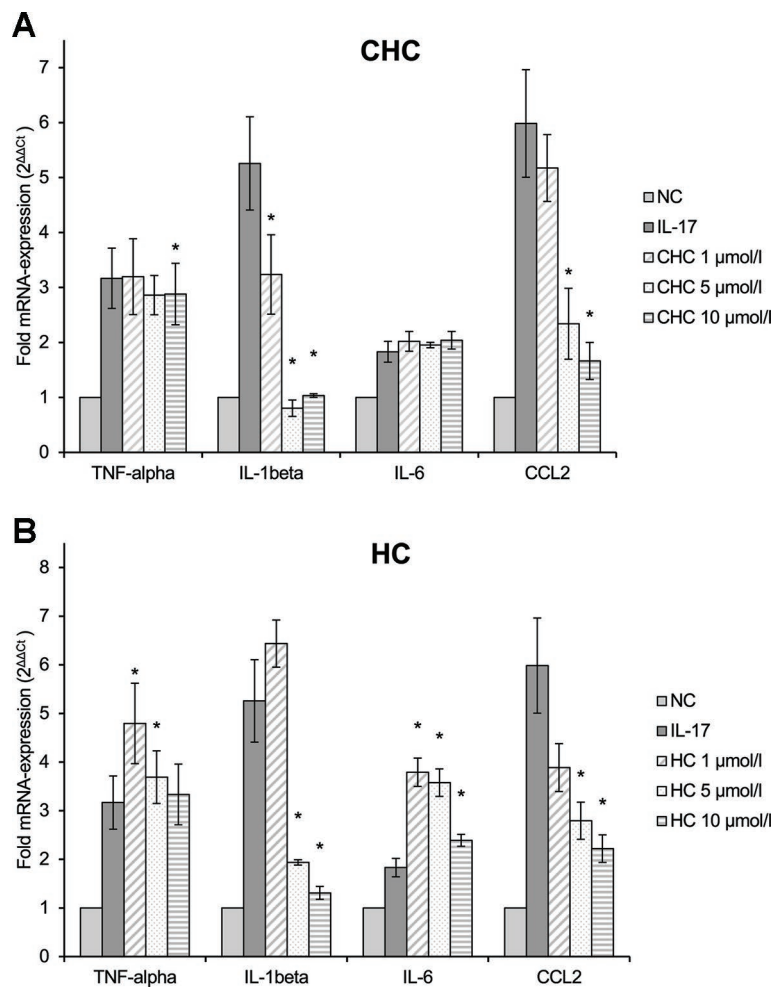 A
CHC
Fold mRNA-expression (2ΔΔCt)
7
6
5
4
3
2
1
0
*
*
*
*
*
*
TNF-alpha
IL-1beta
IL-6
CCL2
NC
IL-17
CHC 1 µmol/l
CHC 5 µmol/l
CHC 10 µmol/l
B
HC
Fold mRNA-expression (2ΔΔCt)
8
7
6
5
4
3
2
1
0
*
*
*
*
*
*
*
*
*
TNF-alpha
IL-1beta
IL-6
CCL2
NC
IL-17
HC 1 µmol/l
HC 5 µmol/l
HC 10 µmol/l